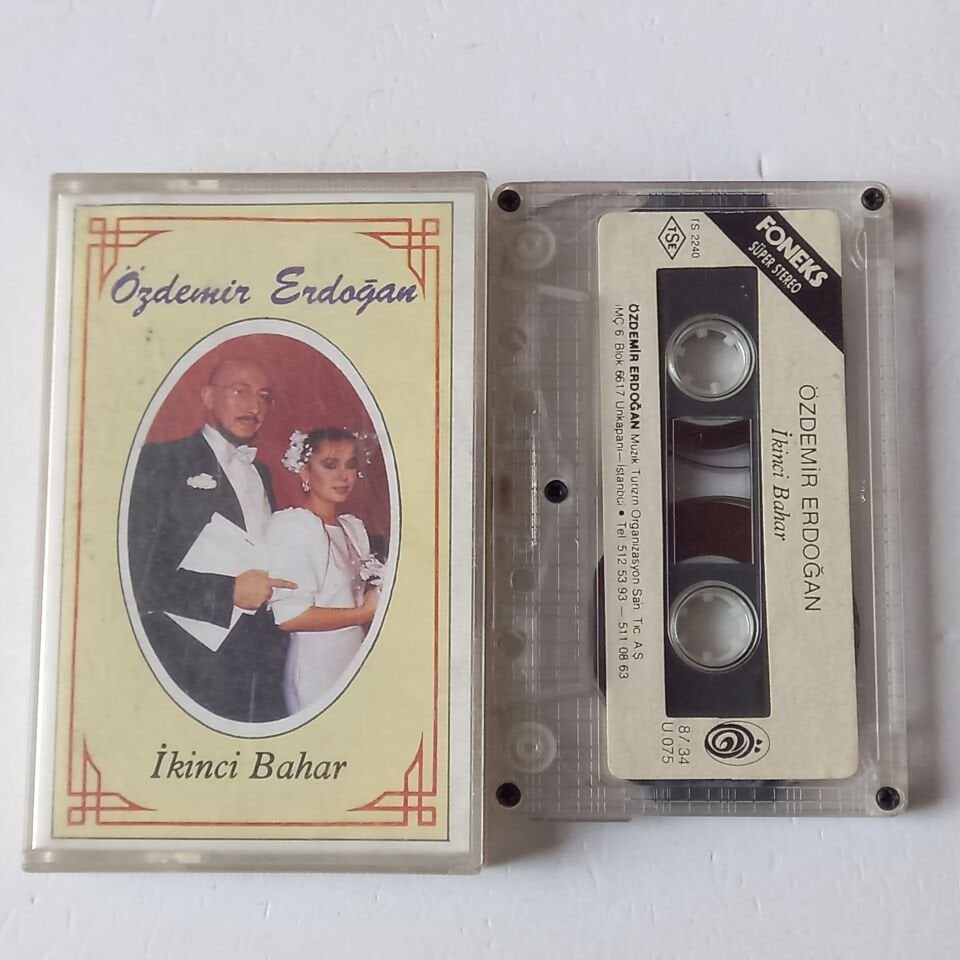 Özdemir Erdoğan
İkinci Bahar
FONEKS
SÜPER STEREO
TSE
TS 2240
ÖZDEMİR ERDOĞAN
İkinci Bahar
ÖZDEMİR ERDOĞAN Müzik Turizm Organizasyon San. Tic. A.Ş
İMÇ 6. Blok 6617 Unkapanı - İstanbul • Tel: 512 53 93 - 511 08 63
8/34
U 075